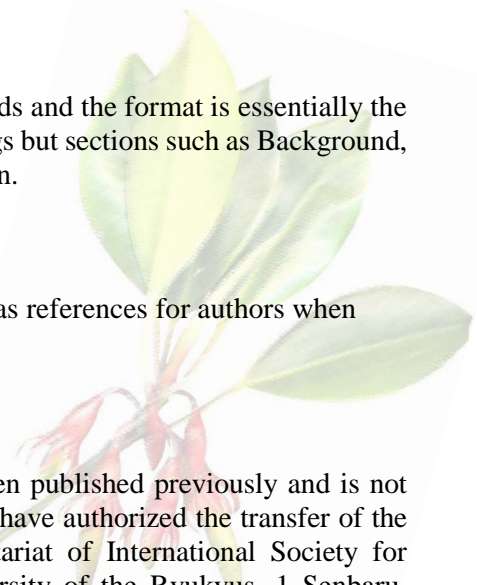 ds and the format is essentially the
gs but sections such as Background,
n.
as references for authors when
en published previously and is not
have authorized the transfer of the
tariat of International Society for
ersity of the Ryukyus, 1 Senbaru,